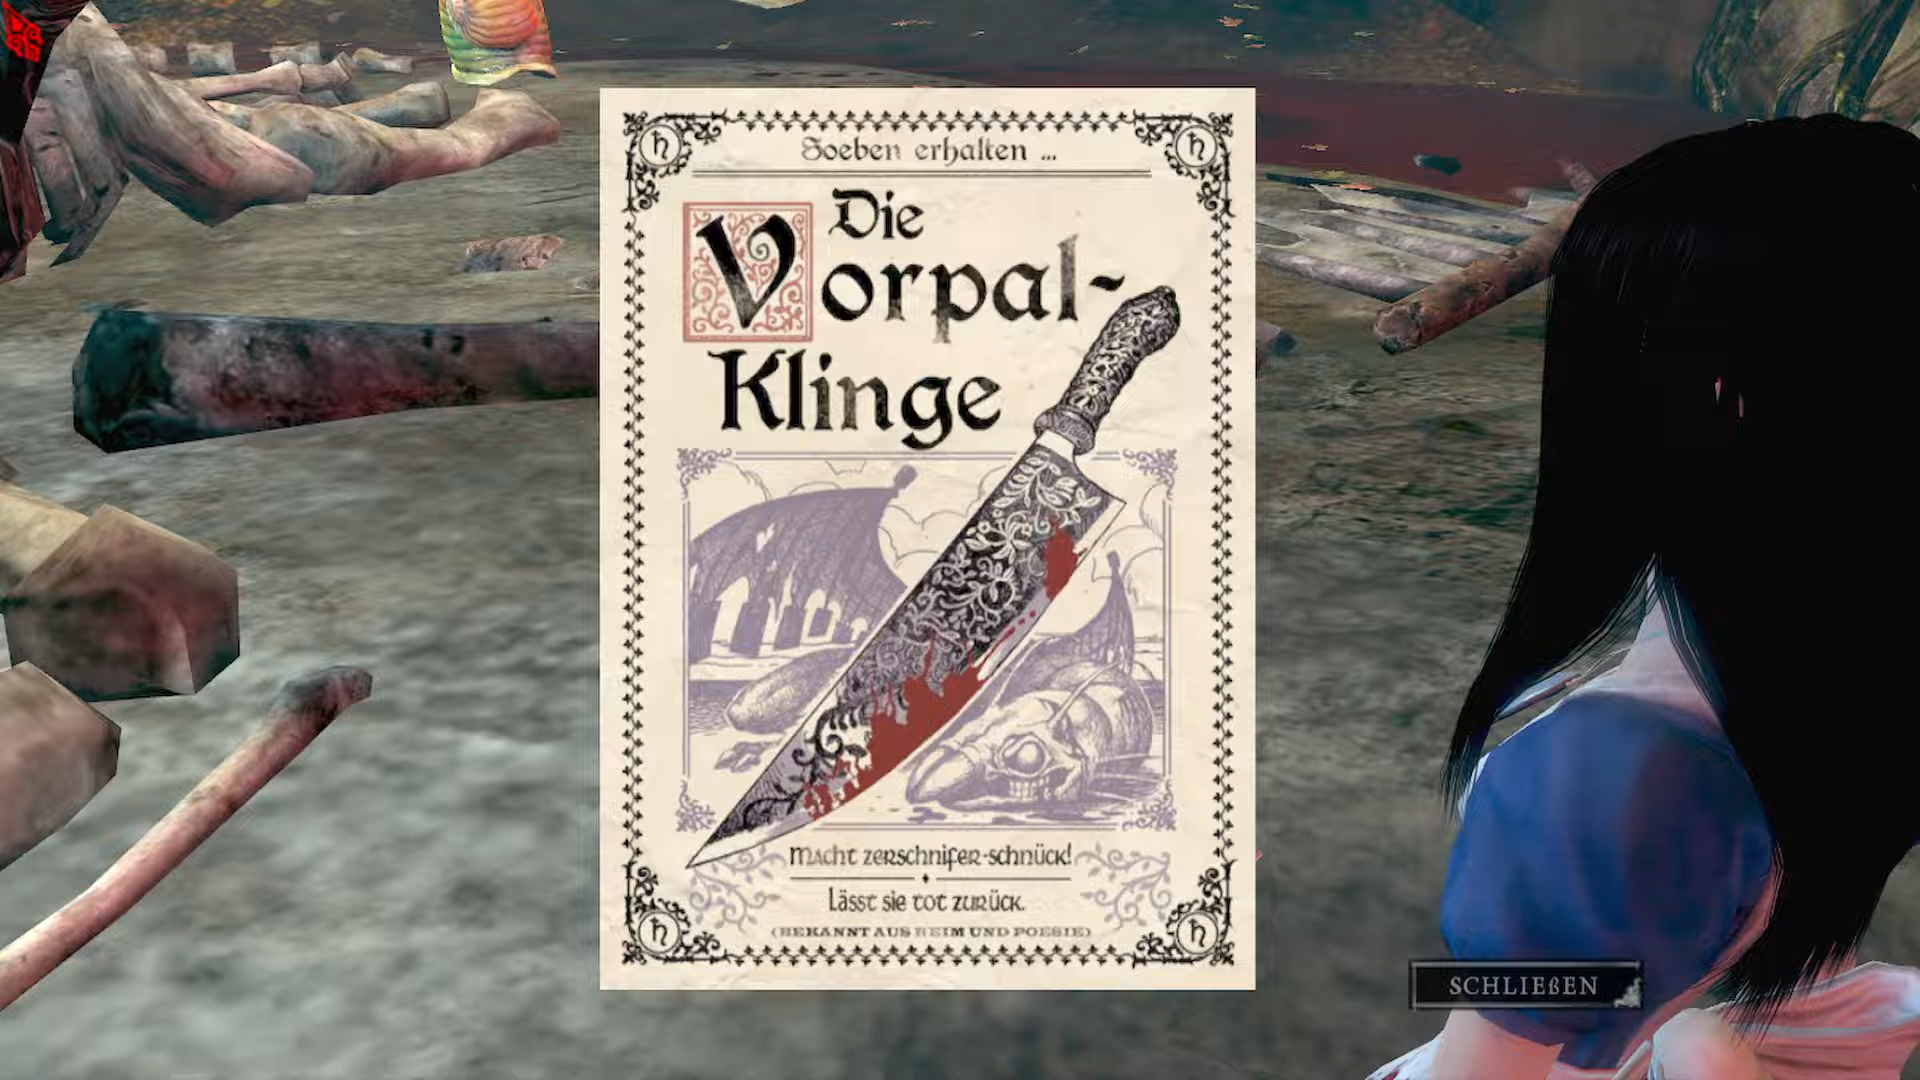 Soeben erhalten ...
Die
Vorpal-
Klinge
Macht zerschnifer-schnück!
Lässt sie tot zurück.
(BEKANNT AUS REIM UND POESIE)
SCHLIEßEN